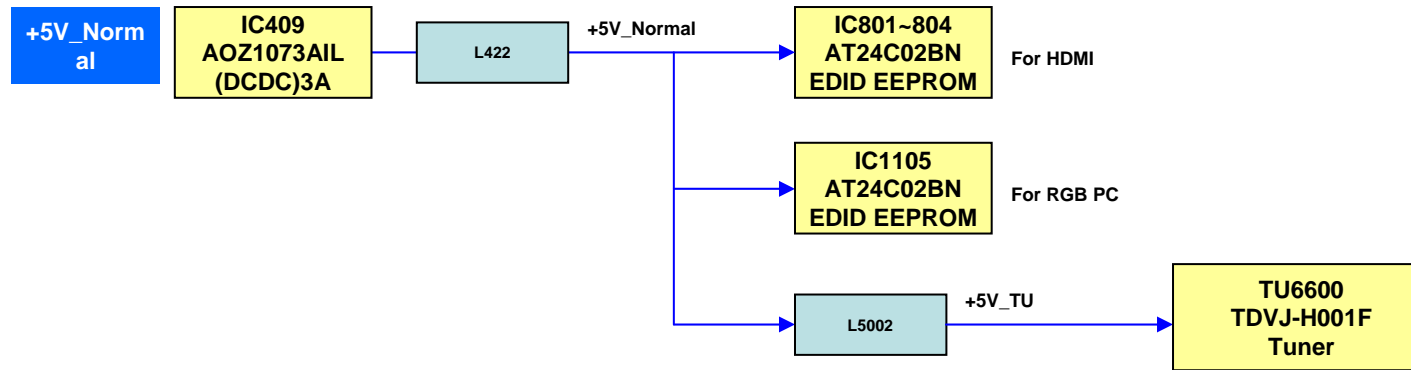 +5V_Norm
al
IC409
AOZ1073AIL
(DCDC)3A
L422
+5V_Normal
IC801~804
AT24C02BN
EDID EEPROM
For HDMI
IC1105
AT24C02BN
EDID EEPROM
For RGB PC
L5002
+5V_TU
TU6600
TDVJ-H001F
Tuner